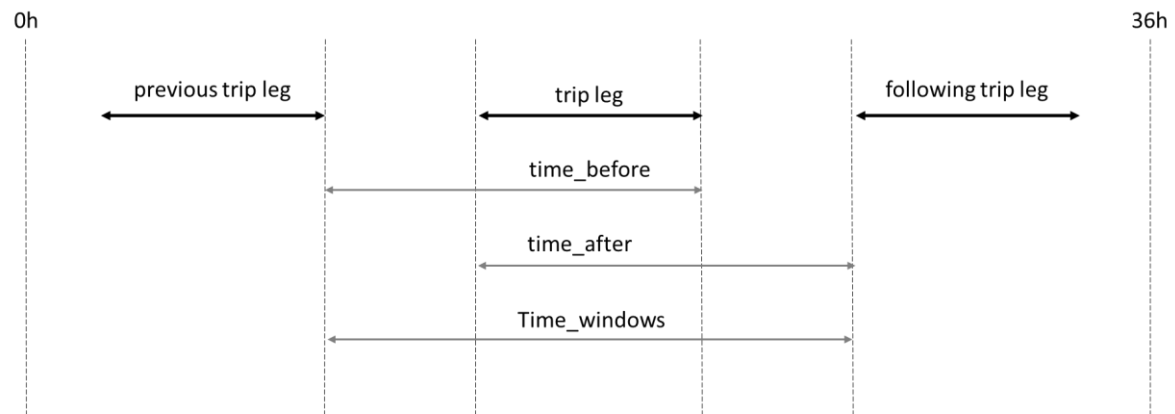 0h
36h
previous trip leg
trip leg
following trip leg
time_before
time_after
Time_windows